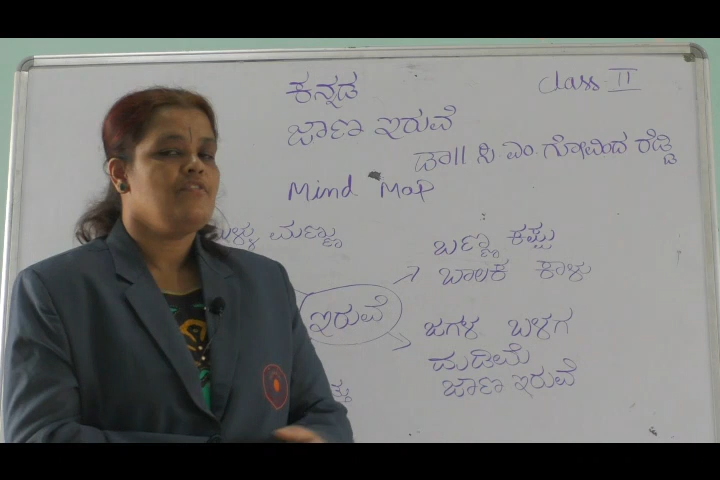 ಕನ್ನಡ
Class II
ಜಾಣ ಇರುವೆ
ಡಾ|| ಸಿ ಎಂ ಗೋವಿಂದ ರೆಡ್ಡಿ
Mind Map
ಮಣ್ಣು
ಬಣ್ಣ ಕಪ್ಪು
ಬಾಲಕ ಕಾಳು
ಇರುವೆ
ಜಗಳ ಬಳಗ
ದುಡಿಮೆ
ಜಾಣ ಇರುವೆ